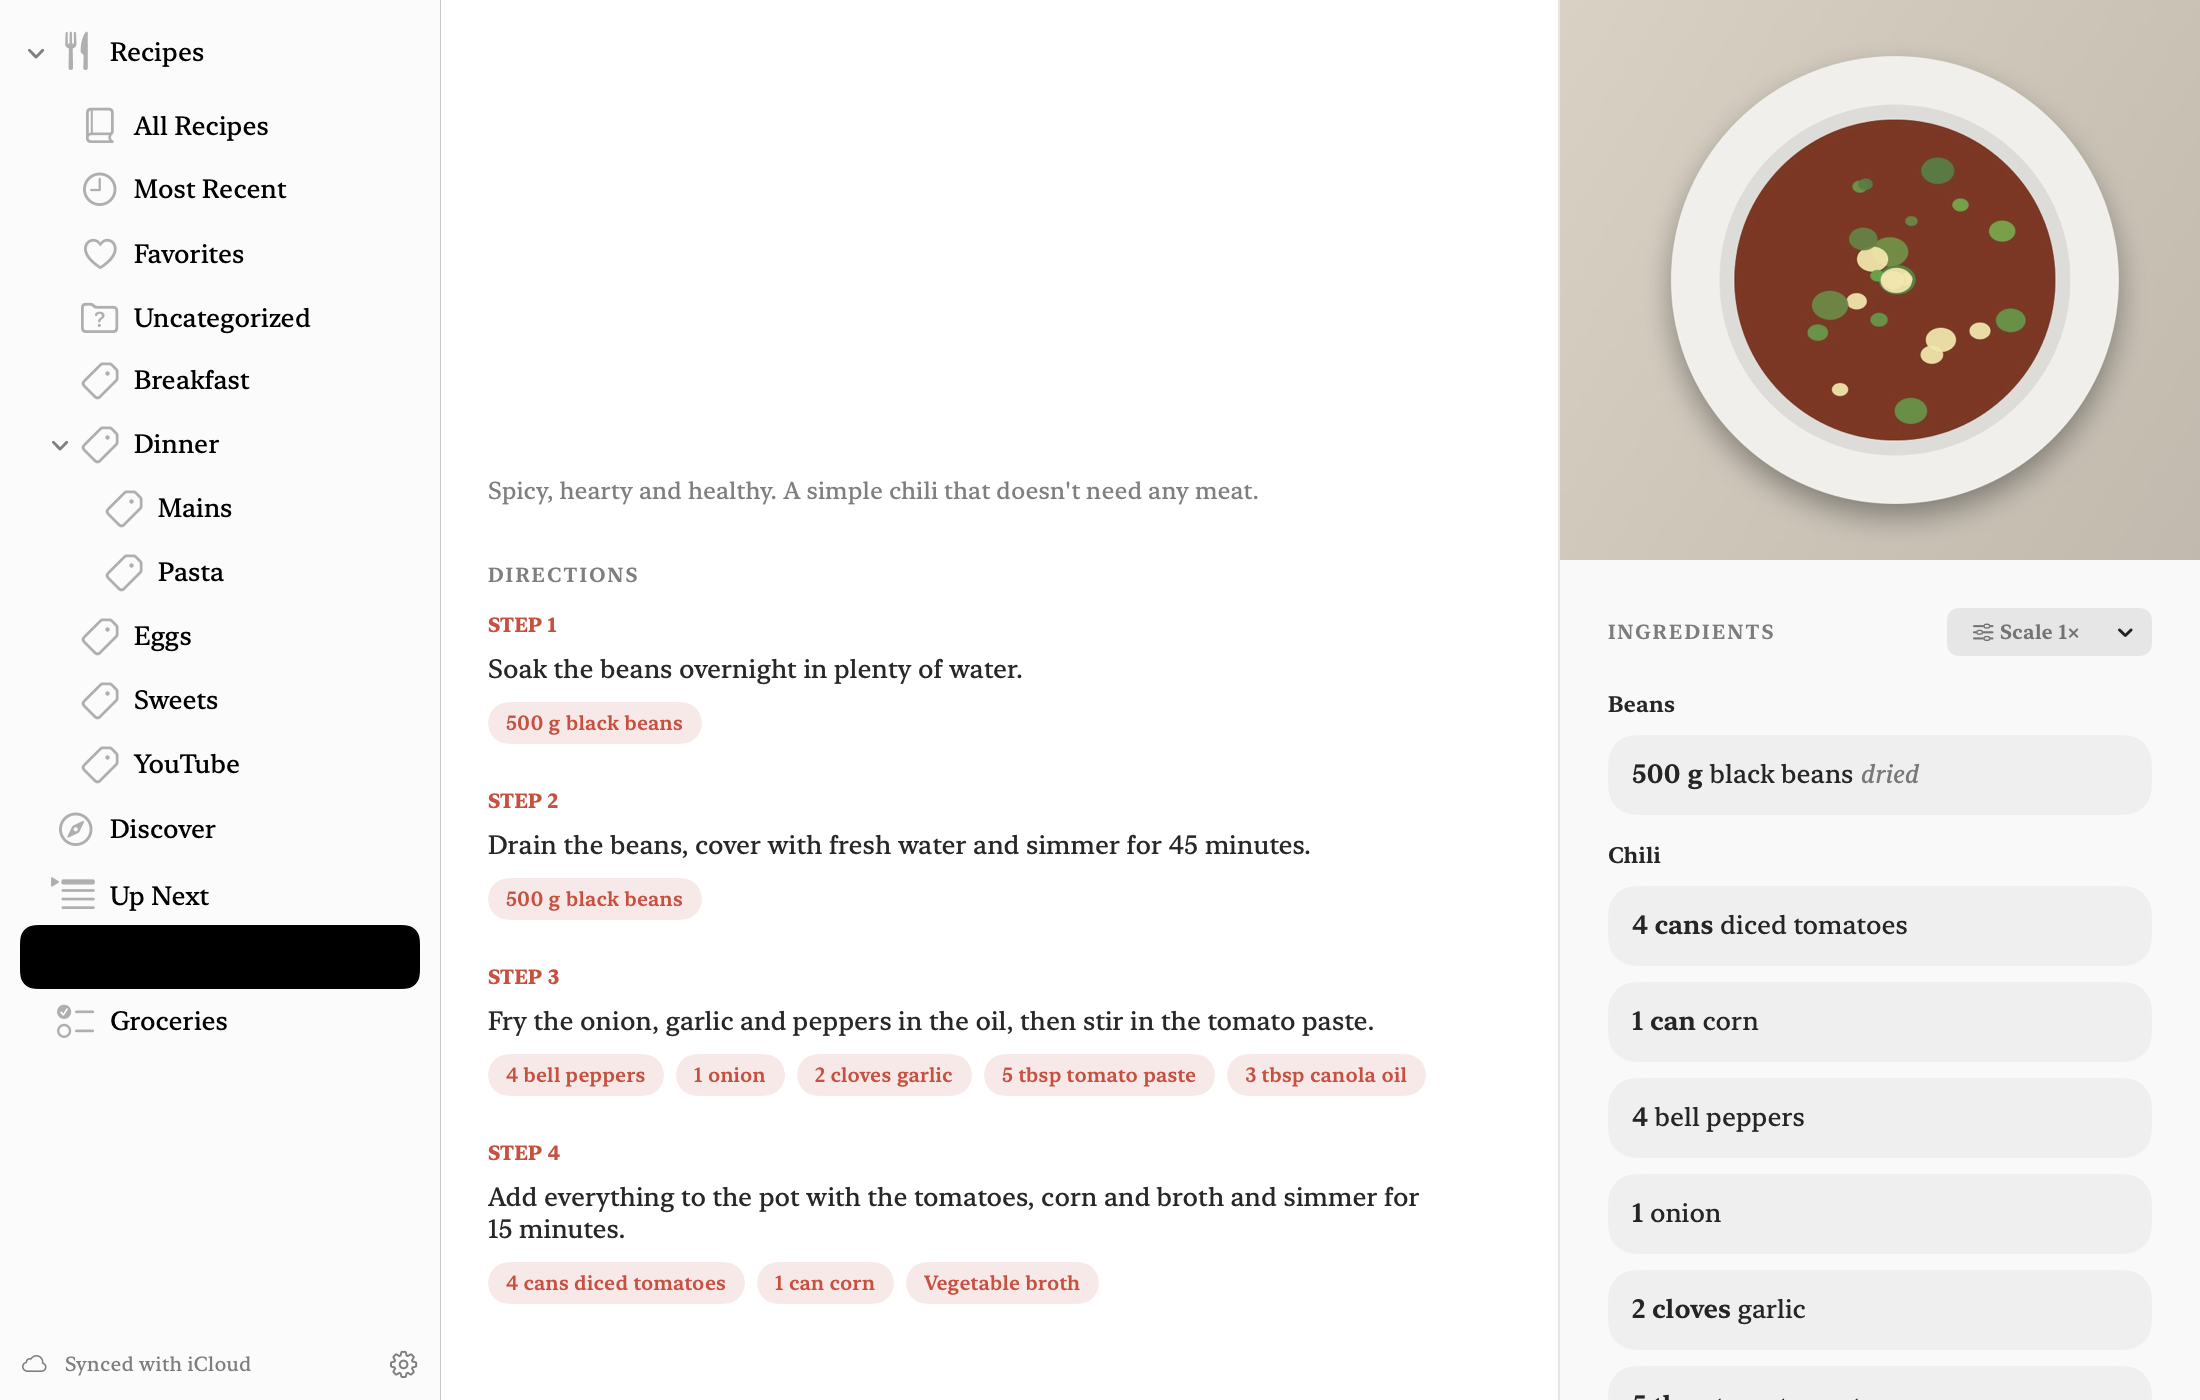 Recipes
All Recipes
Most Recent
Favorites
Uncategorized
Breakfast
Dinner
Mains
Pasta
Eggs
Sweets
YouTube
Discover
Up Next
Groceries
Synced with iCloud
Spicy, hearty and healthy. A simple chili that doesn't need any meat.
DIRECTIONS
STEP 1
Soak the beans overnight in plenty of water.
500 g black beans
STEP 2
Drain the beans, cover with fresh water and simmer for 45 minutes.
500 g black beans
STEP 3
Fry the onion, garlic and peppers in the oil, then stir in the tomato paste.
4 bell peppers 1 onion 2 cloves garlic 5 tbsp tomato paste 3 tbsp canola oil
STEP 4
Add everything to the pot with the tomatoes, corn and broth and simmer for
15 minutes.
4 cans diced tomatoes 1 can corn Vegetable broth
INGREDIENTS
Scale 1×
Beans
500 g black beans dried
Chili
4 cans diced tomatoes
1 can corn
4 bell peppers
1 onion
2 cloves garlic